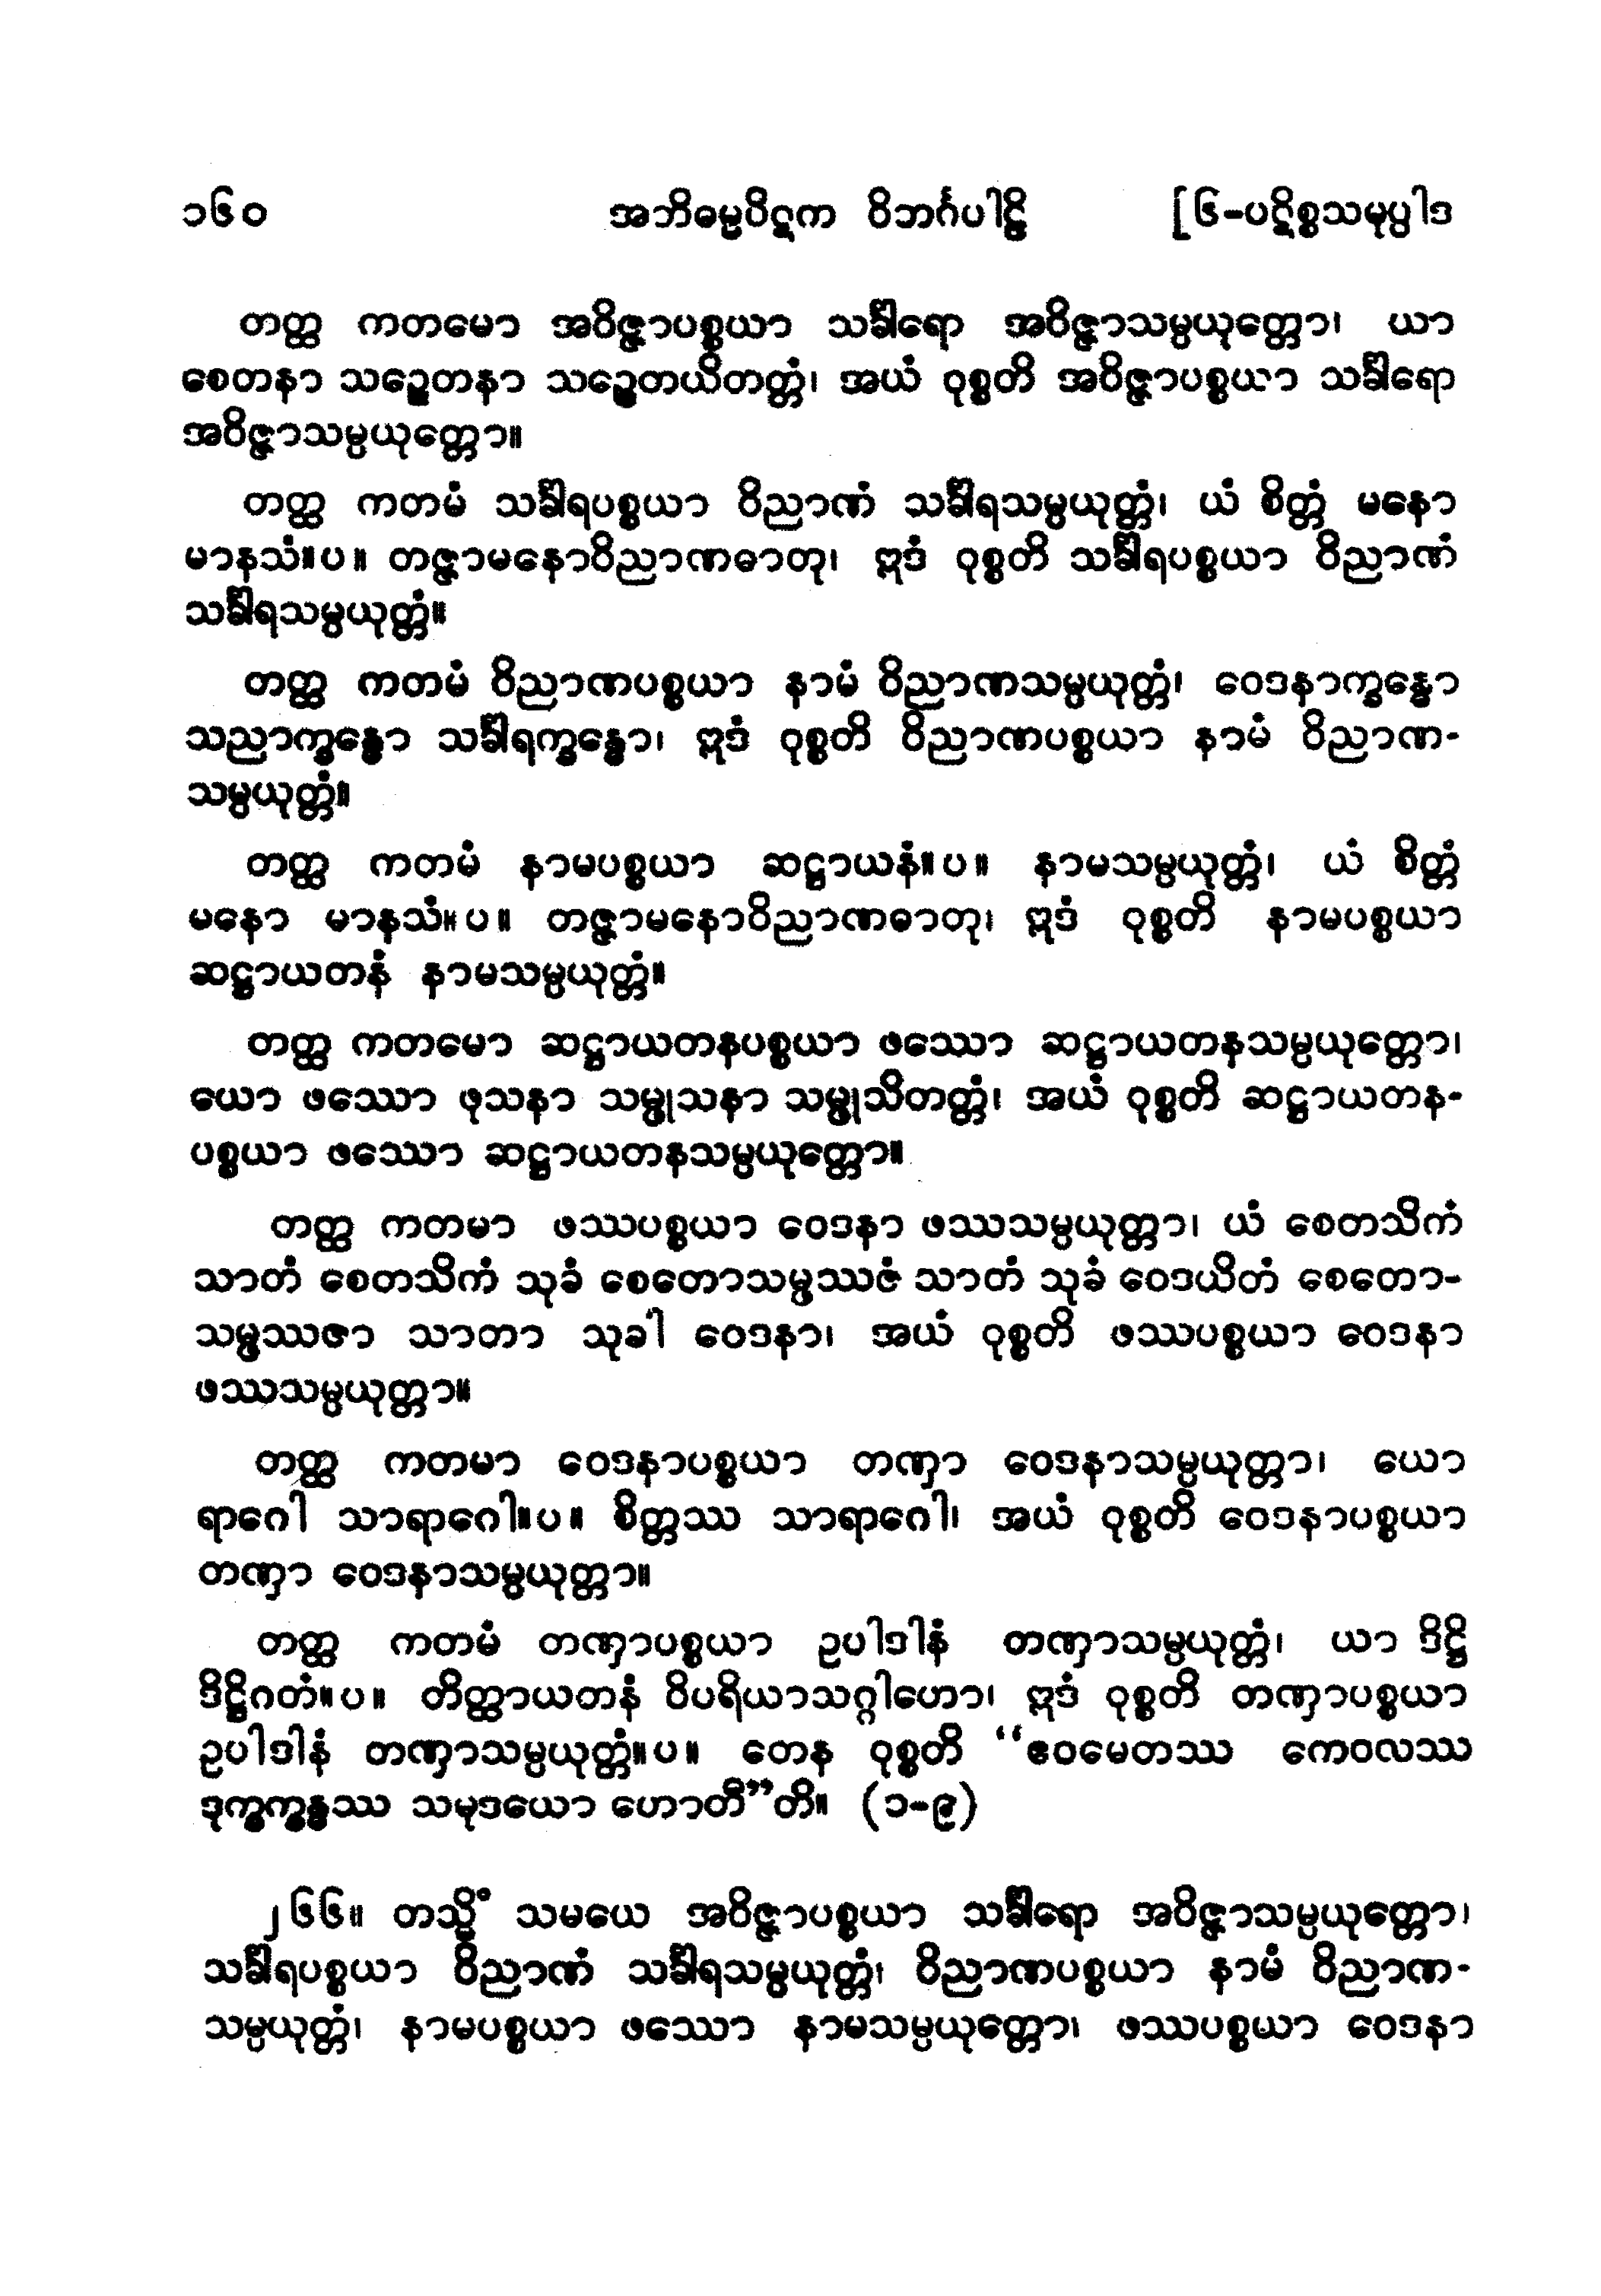 ၁၆၀ အဘိဓမ္မပိဋက ဝိဘင်္ဂပါဠိ [၆-ပဋိစ္စသမုပ္ပါဒ
တတ္ထ ကတမော အဝိဇ္ဇာပစ္စယာ သင်္ခါရော အဝိဇ္ဇာသမ္ပယုတ္တော၊ ယာ
စေတနာ သဉ္စေတနာ သဉ္စေတယိတတ္တံ၊ အယံ ဝုစ္စတိ အဝိဇ္ဇာပစ္စယာ သင်္ခါရော
အဝိဇ္ဇာသမ္ပယုတ္တော။
တတ္ထ ကတမံ သင်္ခါရပစ္စယာ ဝိညာဏံ သင်္ခါရသမ္ပယုတ္တံ၊ ယံ စိတ္တံ မနော
မာနသံ။ပ။ တဇ္ဇာမနောဝိညာဏဓာတု၊ ဣဒံ ဝုစ္စတိ သင်္ခါရပစ္စယာ ဝိညာဏံ
သင်္ခါရသမ္ပယုတ္တံ။
တတ္ထ ကတမံ ဝိညာဏပစ္စယာ နာမံ ဝိညာဏသမ္ပယုတ္တံ၊ ဝေဒနာက္ခန္ဓော
သညာက္ခန္ဓော သင်္ခါရက္ခန္ဓော၊ ဣဒံ ဝုစ္စတိ ဝိညာဏပစ္စယာ နာမံ ဝိညာဏ-
သမ္ပယုတ္တံ။
တတ္ထ ကတမံ နာမပစ္စယာ ဆဋ္ဌာယနံ။ပ။ နာမသမ္ပယုတ္တံ၊ ယံ စိတ္တံ
မနော မာနသံ။ပ။ တဇ္ဇာမနောဝိညာဏဓာတု၊ ဣဒံ ဝုစ္စတိ နာမပစ္စယာ
ဆဋ္ဌာယတနံ နာမသမ္ပယုတ္တံ။
တတ္ထ ကတမော ဆဋ္ဌာယတနပစ္စယာ ဖဿော ဆဋ္ဌာယတနသမ္ပယုတ္တော၊
ယော ဖဿော ဖုသနာ သမ္ဖုသနာ သမ္ဖုသိတတ္တံ၊ အယံ ဝုစ္စတိ ဆဋ္ဌာယတန-
ပစ္စယာ ဖဿော ဆဋ္ဌာယတနသမ္ပယုတ္တော။
တတ္ထ ကတမာ ဖဿပစ္စယာ ဝေဒနာ ဖဿသမ္ပယုတ္တာ၊ ယံ စေတသိကံ
သာတံ စေတသိကံ သုခံ စေတောသမ္ဖဿဇံ သာတံ သုခံ ဝေဒယိတံ စေတော-
သမ္ဖဿဇာ သာတာ သုခါ ဝေဒနာ၊ အယံ ဝုစ္စတိ ဖဿပစ္စယာ ဝေဒနာ
ဖဿသမ္ပယုတ္တာ။
တတ္ထ ကတမာ ဝေဒနာပစ္စယာ တဏှာ ဝေဒနာသမ္ပယုတ္တာ၊ ယော
ရာဂေါ သာရာဂေါ။ပ။ စိတ္တဿ သာရာဂေါ၊ အယံ ဝုစ္စတိ ဝေဒနာပစ္စယာ
တဏှာ ဝေဒနာသမ္ပယုတ္တာ။
တတ္ထ ကတမံ တဏှာပစ္စယာ ဥပါဒါနံ တဏှာသမ္ပယုတ္တံ၊ ယာ ဒိဋ္ဌိ
ဒိဋ္ဌိဂတံ။ပ။ တိတ္ထာယတနံ ဝိပရိယာသဂ္ဂါဟော၊ ဣဒံ ဝုစ္စတိ တဏှာပစ္စယာ
ဥပါဒါနံ တဏှာသမ္ပယုတ္တံ။ပ။ တေန ဝုစ္စတိ “ဧဝမေတဿ ကေဝလဿ
ဒုက္ခက္ခန္ဓဿ သမုဒယော ဟောတီ”တိ။ (၁-၉)
၂၆၆။ တသ္မိံ သမယေ အဝိဇ္ဇာပစ္စယာ သင်္ခါရော အဝိဇ္ဇာသမ္ပယုတ္တော၊
သင်္ခါရပစ္စယာ ဝိညာဏံ သင်္ခါရသမ္ပယုတ္တံ၊ ဝိညာဏပစ္စယာ နာမံ ဝိညာဏ-
သမ္ပယုတ္တံ၊ နာမပစ္စယာ ဖဿော နာမသမ္ပယုတ္တော၊ ဖဿပစ္စယာ ဝေဒနာ